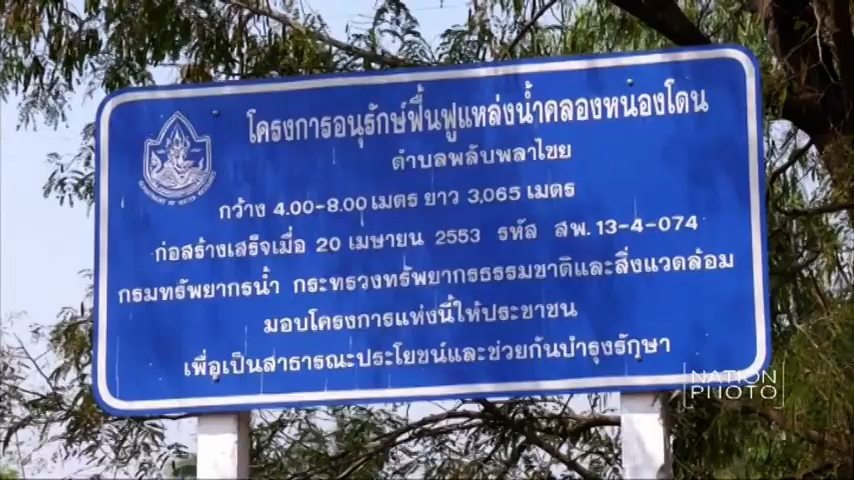 โครงการอนุรักษ์ฟื้นฟูแหล่งน้ำคลองหนองโดน
ตำบลพลับพลาไชย
กว้าง 4.00-8.00 เมตร ยาว 3,065 เมตร
ก่อสร้างเสร็จเมื่อ 20 เมษายน 2553 รหัส สพ.13-4-074
กรมทรัพยากรน้ำ กระทรวงทรัพยากรธรรมชาติและสิ่งแวดล้อม
มอบโครงการแห่งนี้ให้ประชาชน
เพื่อเป็นสาธารณะประโยชน์และช่วยกันบำรุงรักษา
NATION
PHOTO